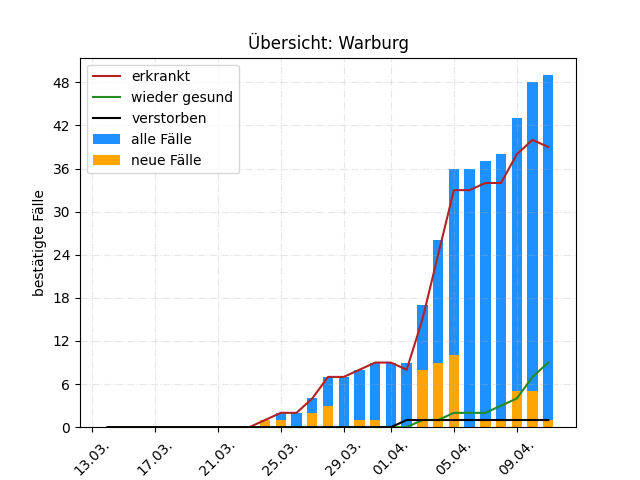 Übersicht: Warburg
erkrankt
wieder gesund
verstorben
alle Fälle
neue Fälle
bestätigte Fälle
48
42
36
30
24
18
12
6
0
13.03.
17.03.
21.03.
25.03.
29.03.
01.04.
05.04.
09.04.